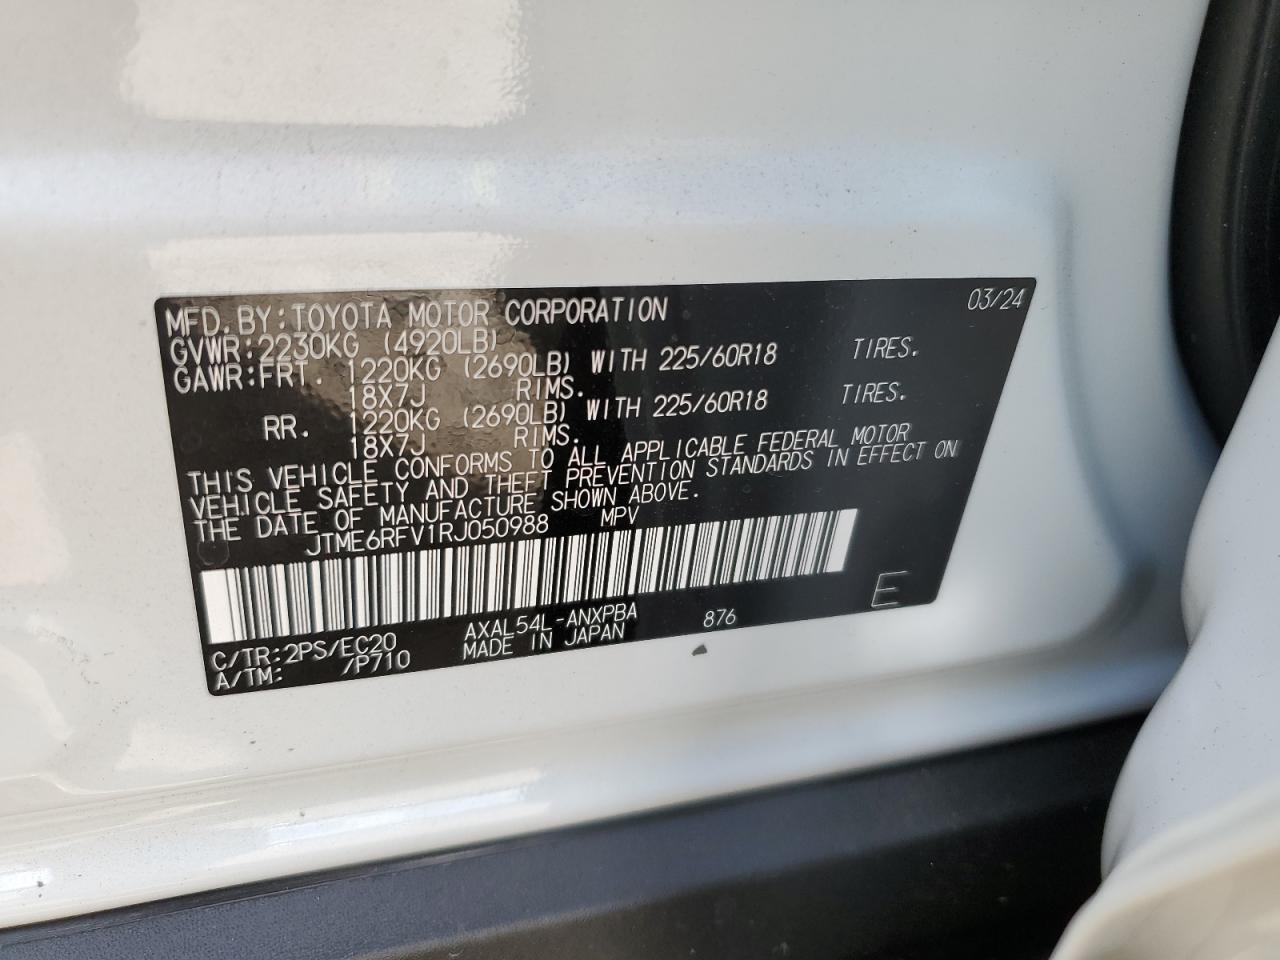 MFD.BY:TOYOTA MOTOR CORPORATION 03/24
GVWR:2230KG (4920LB)
GAWR:FRT. 1220KG (2690LB) WITH 225/60R18 TIRES.
18X7J RIMS.
RR. 1220KG (2690LB) WITH 225/60R18 TIRES.
18X7J RIMS.
THIS VEHICLE CONFORMS TO ALL APPLICABLE FEDERAL MOTOR
VEHICLE SAFETY AND THEFT PREVENTION STANDARDS IN EFFECT ON
THE DATE OF MANUFACTURE SHOWN ABOVE.
JTME6RFV1RJ050988 MPV
C/TR:2PS/EC20 AXAL54L-ANXPBA 876 E
A/TM: /P710 MADE IN JAPAN